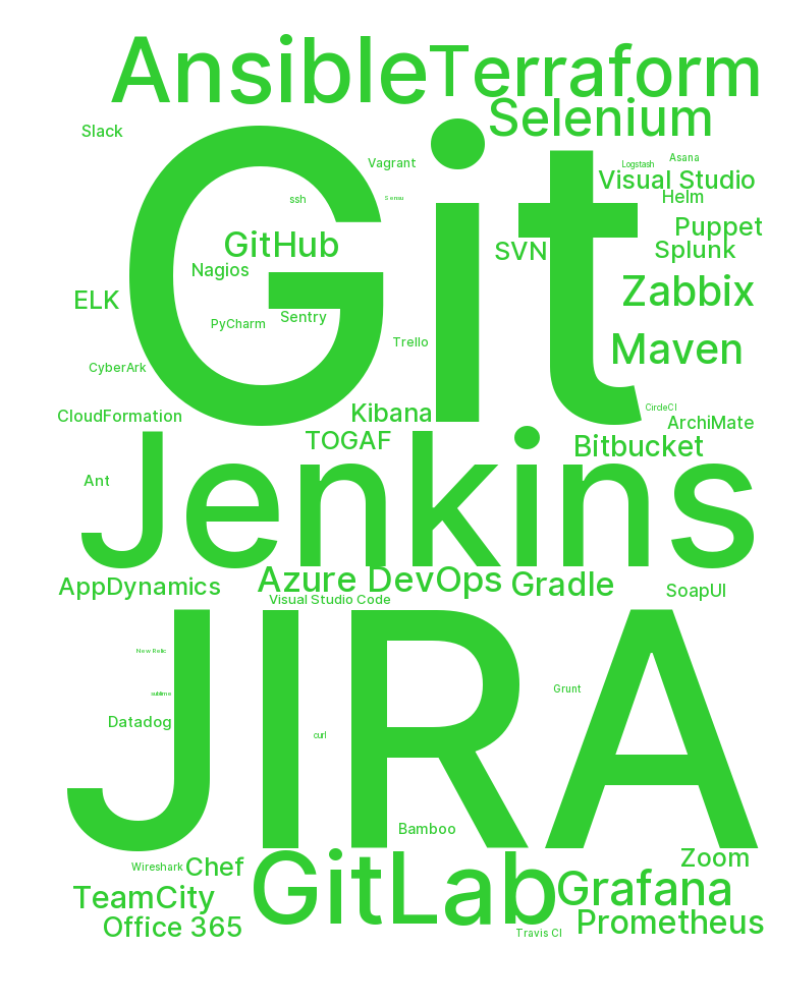 Ansible
Terraform
Selenium
Slack
Vagrant
Logstash
Asana
Visual Studio
ssh
Helm
Puppet
GitHub
SVN
Splunk
Git
Nagios
ELK
Zabbix
Sentry
PyCharm
Trello
Maven
CyberArk
CircleCI
CloudFormation
Kibana
ArchiMate
TOGAF
Bitbucket
Ant
Jenkins
AppDynamics
Azure DevOps
Gradle
SoapUI
Visual Studio Code
New Relic
sublime
Grunt
Datadog
curl
JIRA
Bamboo
Zoom
Wireshark
Chef
GitLab
Grafana
TeamCity
Office 365
Prometheus
Travis CI